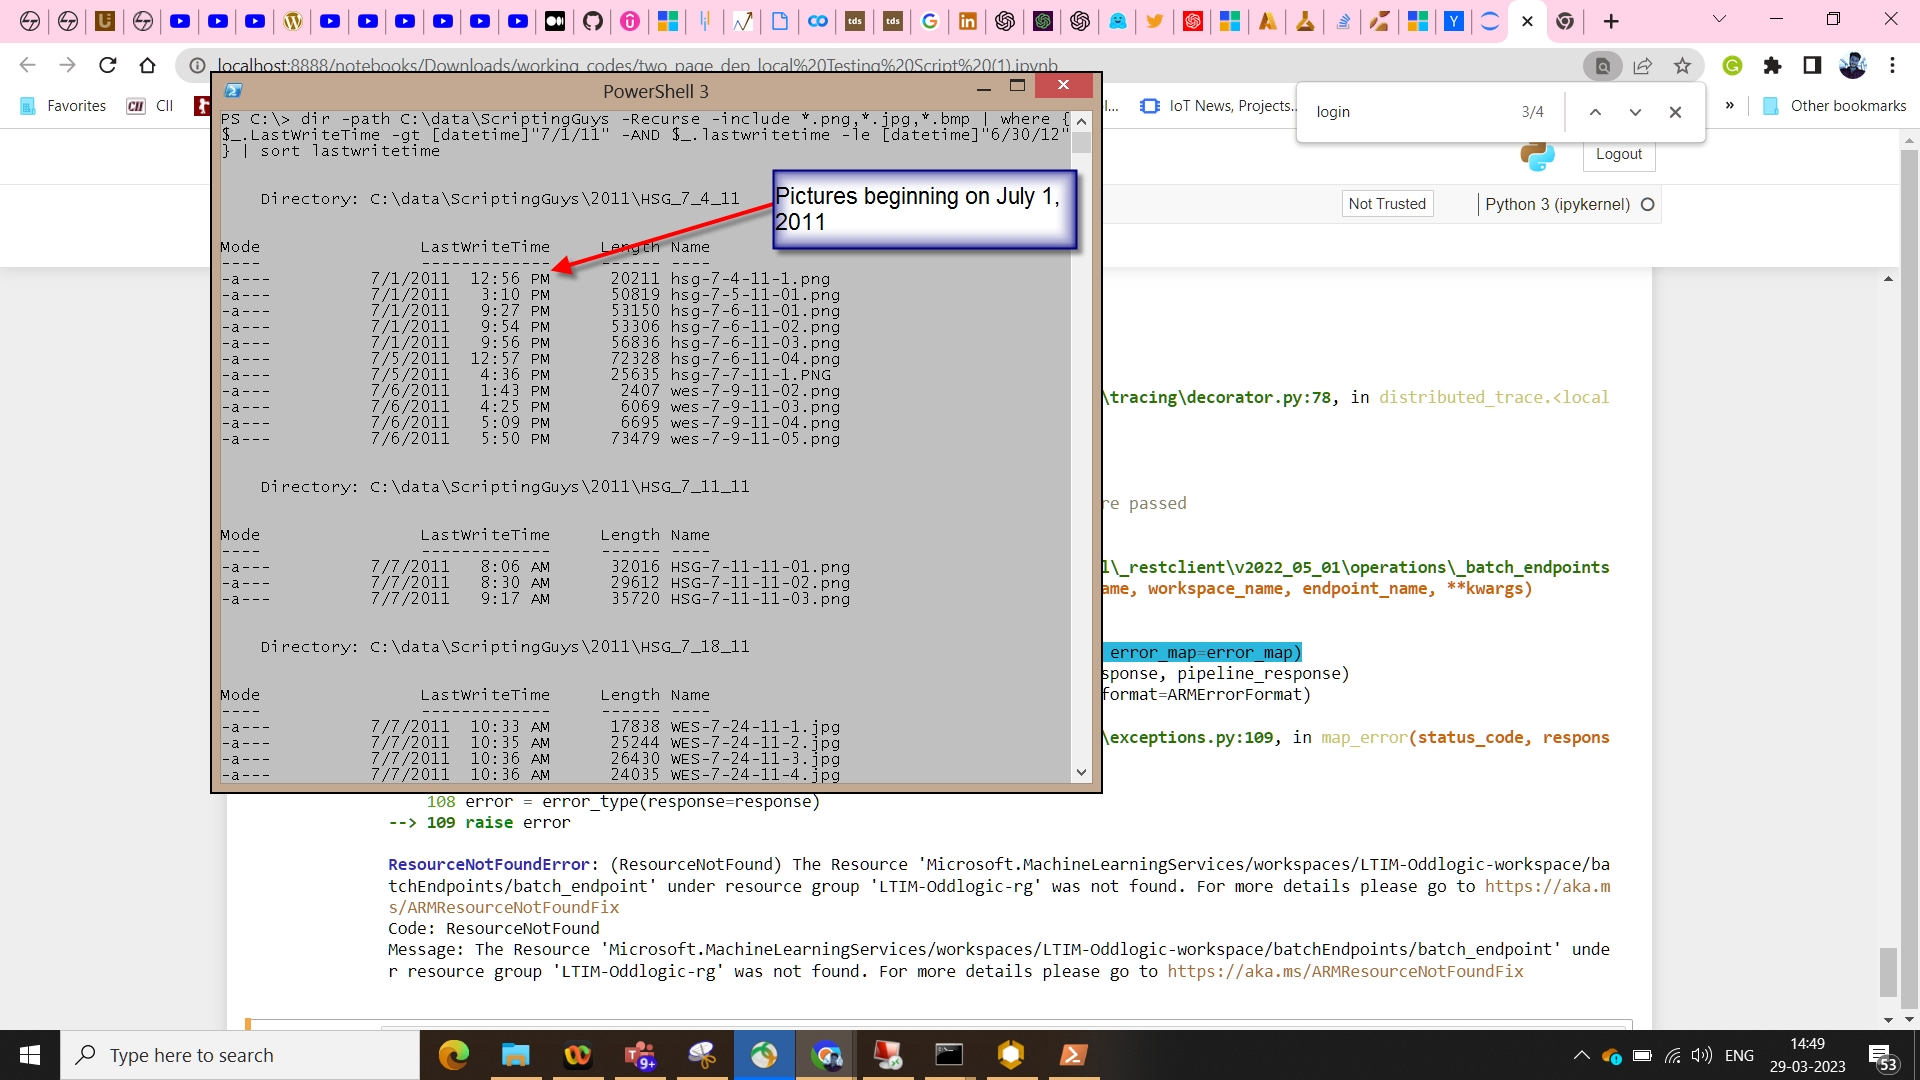 localhost:8888/notebooks/Downloads/working_codes/two_page_dep_local%20Testing%20Script%20(1).ipynb
Favorites
CII
CII
IoT News, Projects...
»
Other bookmarks
login
3/4
Logout
Not Trusted
Python 3 (ipykernel)
PowerShell 3
PS C:\> dir -path C:\data\ScriptingGuys -Recurse -include *.png,*.jpg,*.bmp | where {
$_.LastWriteTime -gt [datetime]"7/1/11" -AND $_.lastwritetime -le [datetime]"6/30/12"
} | sort lastwritetime
Directory: C:\data\ScriptingGuys\2011\HSG_7_4_11
Pictures beginning on July 1,
2011
Mode LastWriteTime Length Name
---- ------------- ------ ----
-a--- 7/1/2011 12:56 PM 20211 hsg-7-4-11-1.png
-a--- 7/1/2011 3:10 PM 50819 hsg-7-5-11-01.png
-a--- 7/1/2011 9:27 PM 53150 hsg-7-6-11-01.png
-a--- 7/1/2011 9:54 PM 53306 hsg-7-6-11-02.png
-a--- 7/1/2011 9:56 PM 56836 hsg-7-6-11-03.png
-a--- 7/5/2011 12:57 PM 72328 hsg-7-6-11-04.png
-a--- 7/5/2011 4:36 PM 25635 hsg-7-7-11-1.PNG
-a--- 7/6/2011 1:43 PM 2407 wes-7-9-11-02.png
-a--- 7/6/2011 4:25 PM 6069 wes-7-9-11-03.png
-a--- 7/6/2011 5:09 PM 6695 wes-7-9-11-04.png
-a--- 7/6/2011 5:50 PM 73479 wes-7-9-11-05.png
Directory: C:\data\ScriptingGuys\2011\HSG_7_11_11
Mode LastWriteTime Length Name
---- ------------- ------ ----
-a--- 7/7/2011 8:06 AM 32016 HSG-7-11-11-01.png
-a--- 7/7/2011 8:30 AM 29612 HSG-7-11-11-02.png
-a--- 7/7/2011 9:17 AM 35720 HSG-7-11-11-03.png
Directory: C:\data\ScriptingGuys\2011\HSG_7_18_11
Mode LastWriteTime Length Name
---- ------------- ------ ----
-a--- 7/7/2011 10:33 AM 17838 WES-7-24-11-1.jpg
-a--- 7/7/2011 10:35 AM 25244 WES-7-24-11-2.jpg
-a--- 7/7/2011 10:36 AM 26430 WES-7-24-11-3.jpg
-a--- 7/7/2011 10:36 AM 24035 WES-7-24-11-4.jpg
\tracing\decorator.py:78, in distributed_trace.<local
re passed
l\_restclient\v2022_05_01\operations\_batch_endpoints
ame, workspace_name, endpoint_name, **kwargs)
error_map=error_map)
sponse, pipeline_response)
format=ARMErrorFormat)
\exceptions.py:109, in map_error(status_code, respons
108 error = error_type(response=response)
--> 109 raise error
ResourceNotFoundError: (ResourceNotFound) The Resource 'Microsoft.MachineLearningServices/workspaces/LTIM-Oddlogic-workspace/ba
tchEndpoints/batch_endpoint' under resource group 'LTIM-Oddlogic-rg' was not found. For more details please go to https://aka.m
s/ARMResourceNotFoundFix
Code: ResourceNotFound
Message: The Resource 'Microsoft.MachineLearningServices/workspaces/LTIM-Oddlogic-workspace/batchEndpoints/batch_endpoint' unde
r resource group 'LTIM-Oddlogic-rg' was not found. For more details please go to https://aka.ms/ARMResourceNotFoundFix
Type here to search
9+
ENG
14:49
29-03-2023
53